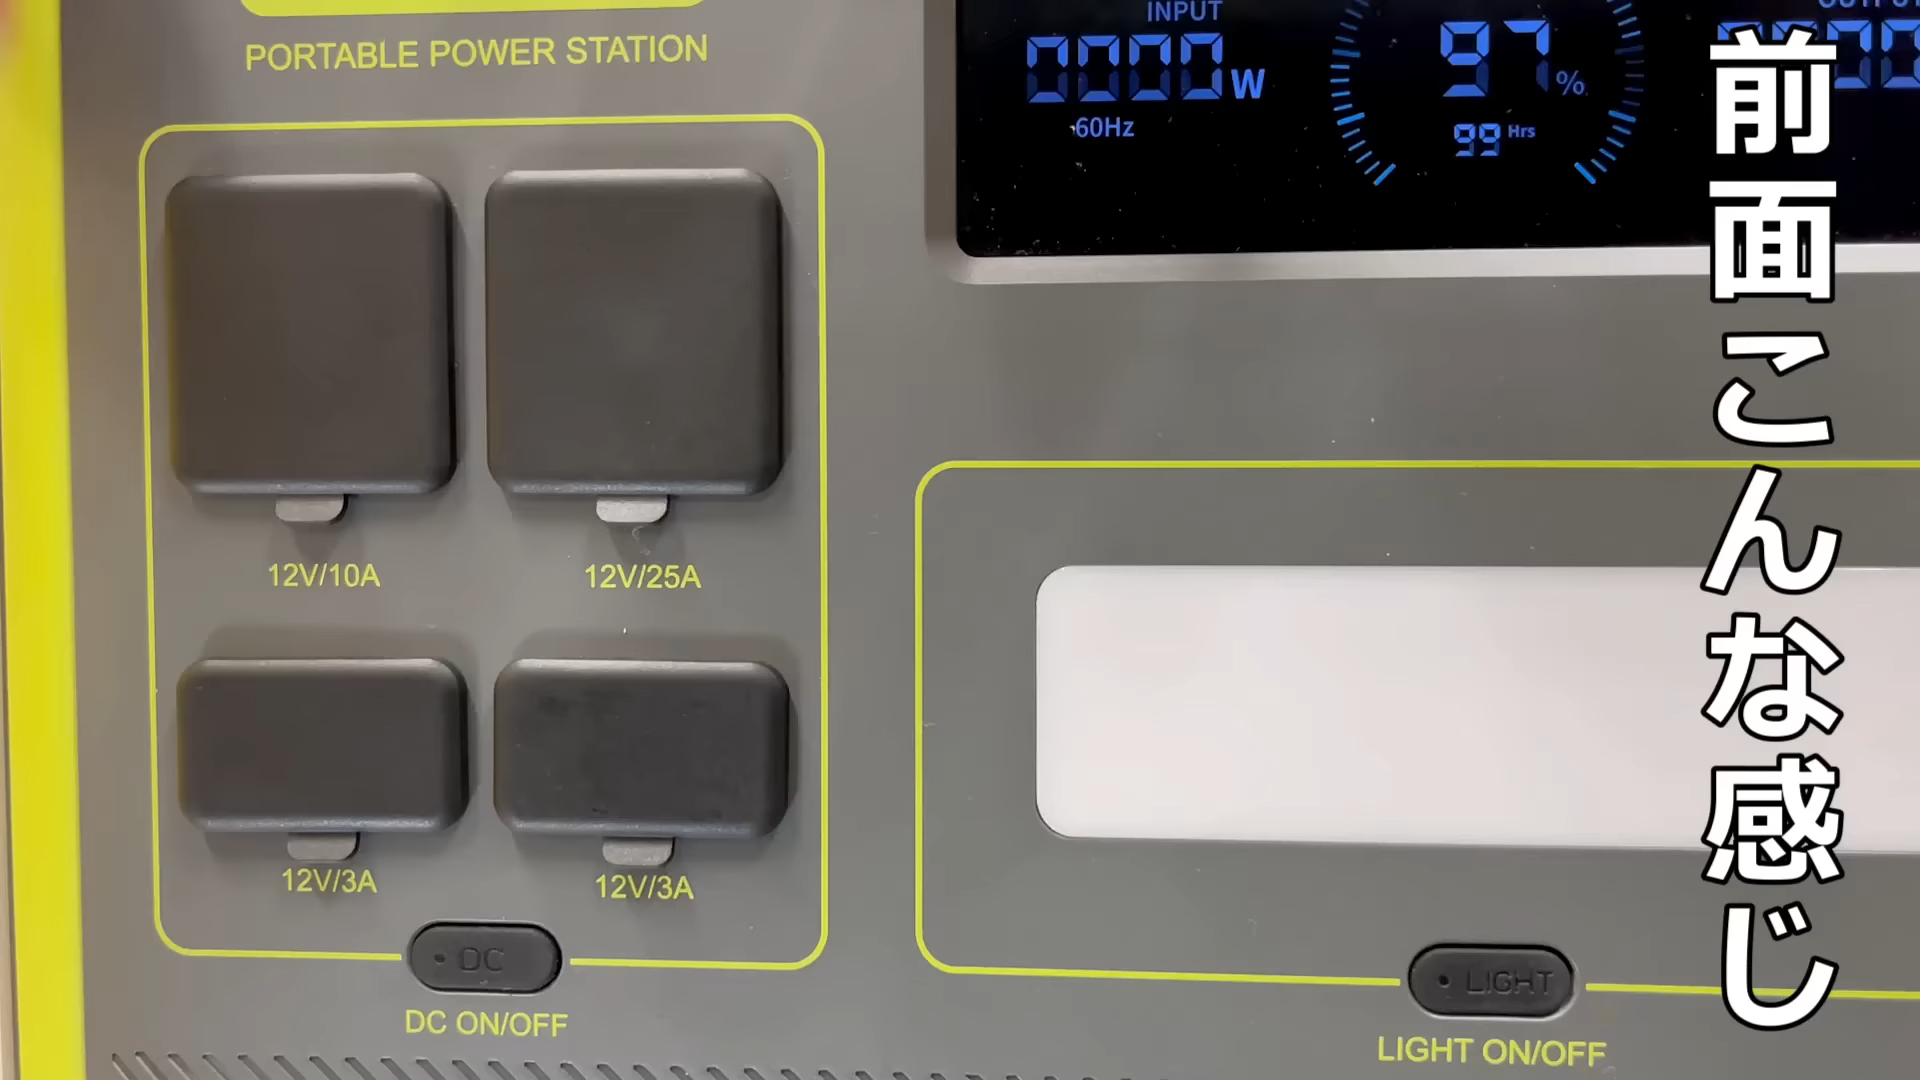 PORTABLE POWER STATION
INPUT
0000W
60Hz
97%
99 Hrs
12V/10A
12V/25A
12V/3A
12V/3A
DC
DC ON/OFF
LIGHT
LIGHT ON/OFF
前面こんな感じ